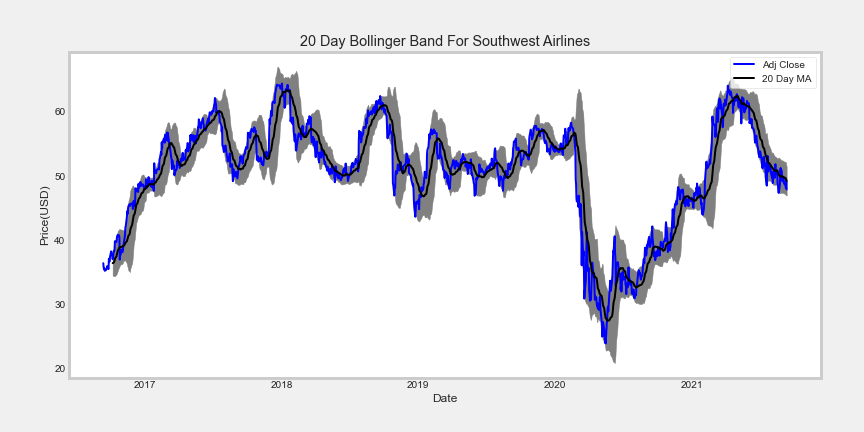 20 Day Bollinger Band For Southwest Airlines
Adj Close
20 Day MA
Price(USD)
60
50
40
30
20
2017
2018
2019
2020
2021
Date